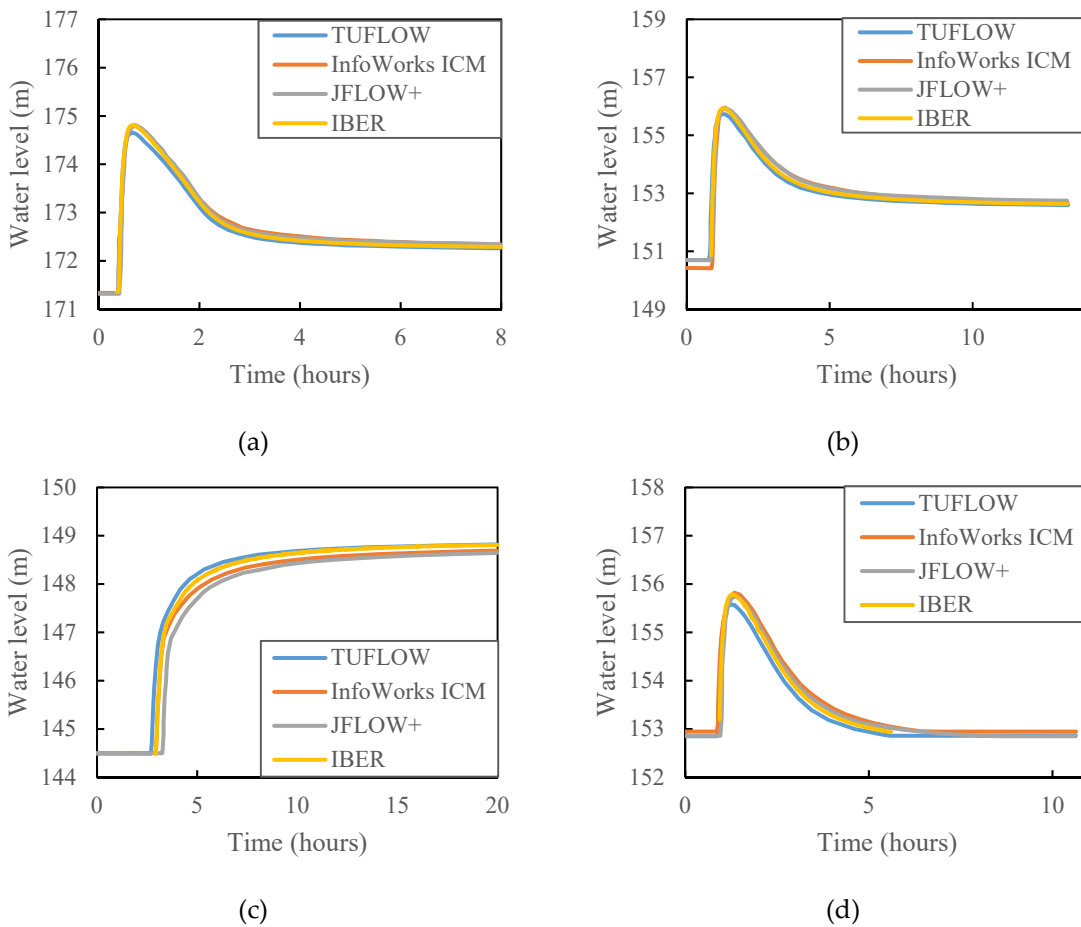 177
176
175
174
173
172
171
Water level (m)
0
2
4
6
8
Time (hours)
TUFLOW
InfoWorks ICM
JFLOW+
IBER
(a)
159
157
155
153
151
149
Water level (m)
0
5
10
Time (hours)
TUFLOW
InfoWorks ICM
JFLOW+
IBER
(b)
150
149
148
147
146
145
144
Water level (m)
0
5
10
15
20
Time (hours)
TUFLOW
InfoWorks ICM
JFLOW+
IBER
(c)
158
157
156
155
154
153
152
Water level (m)
0
5
10
Time (hours)
TUFLOW
InfoWorks ICM
JFLOW+
IBER
(d)